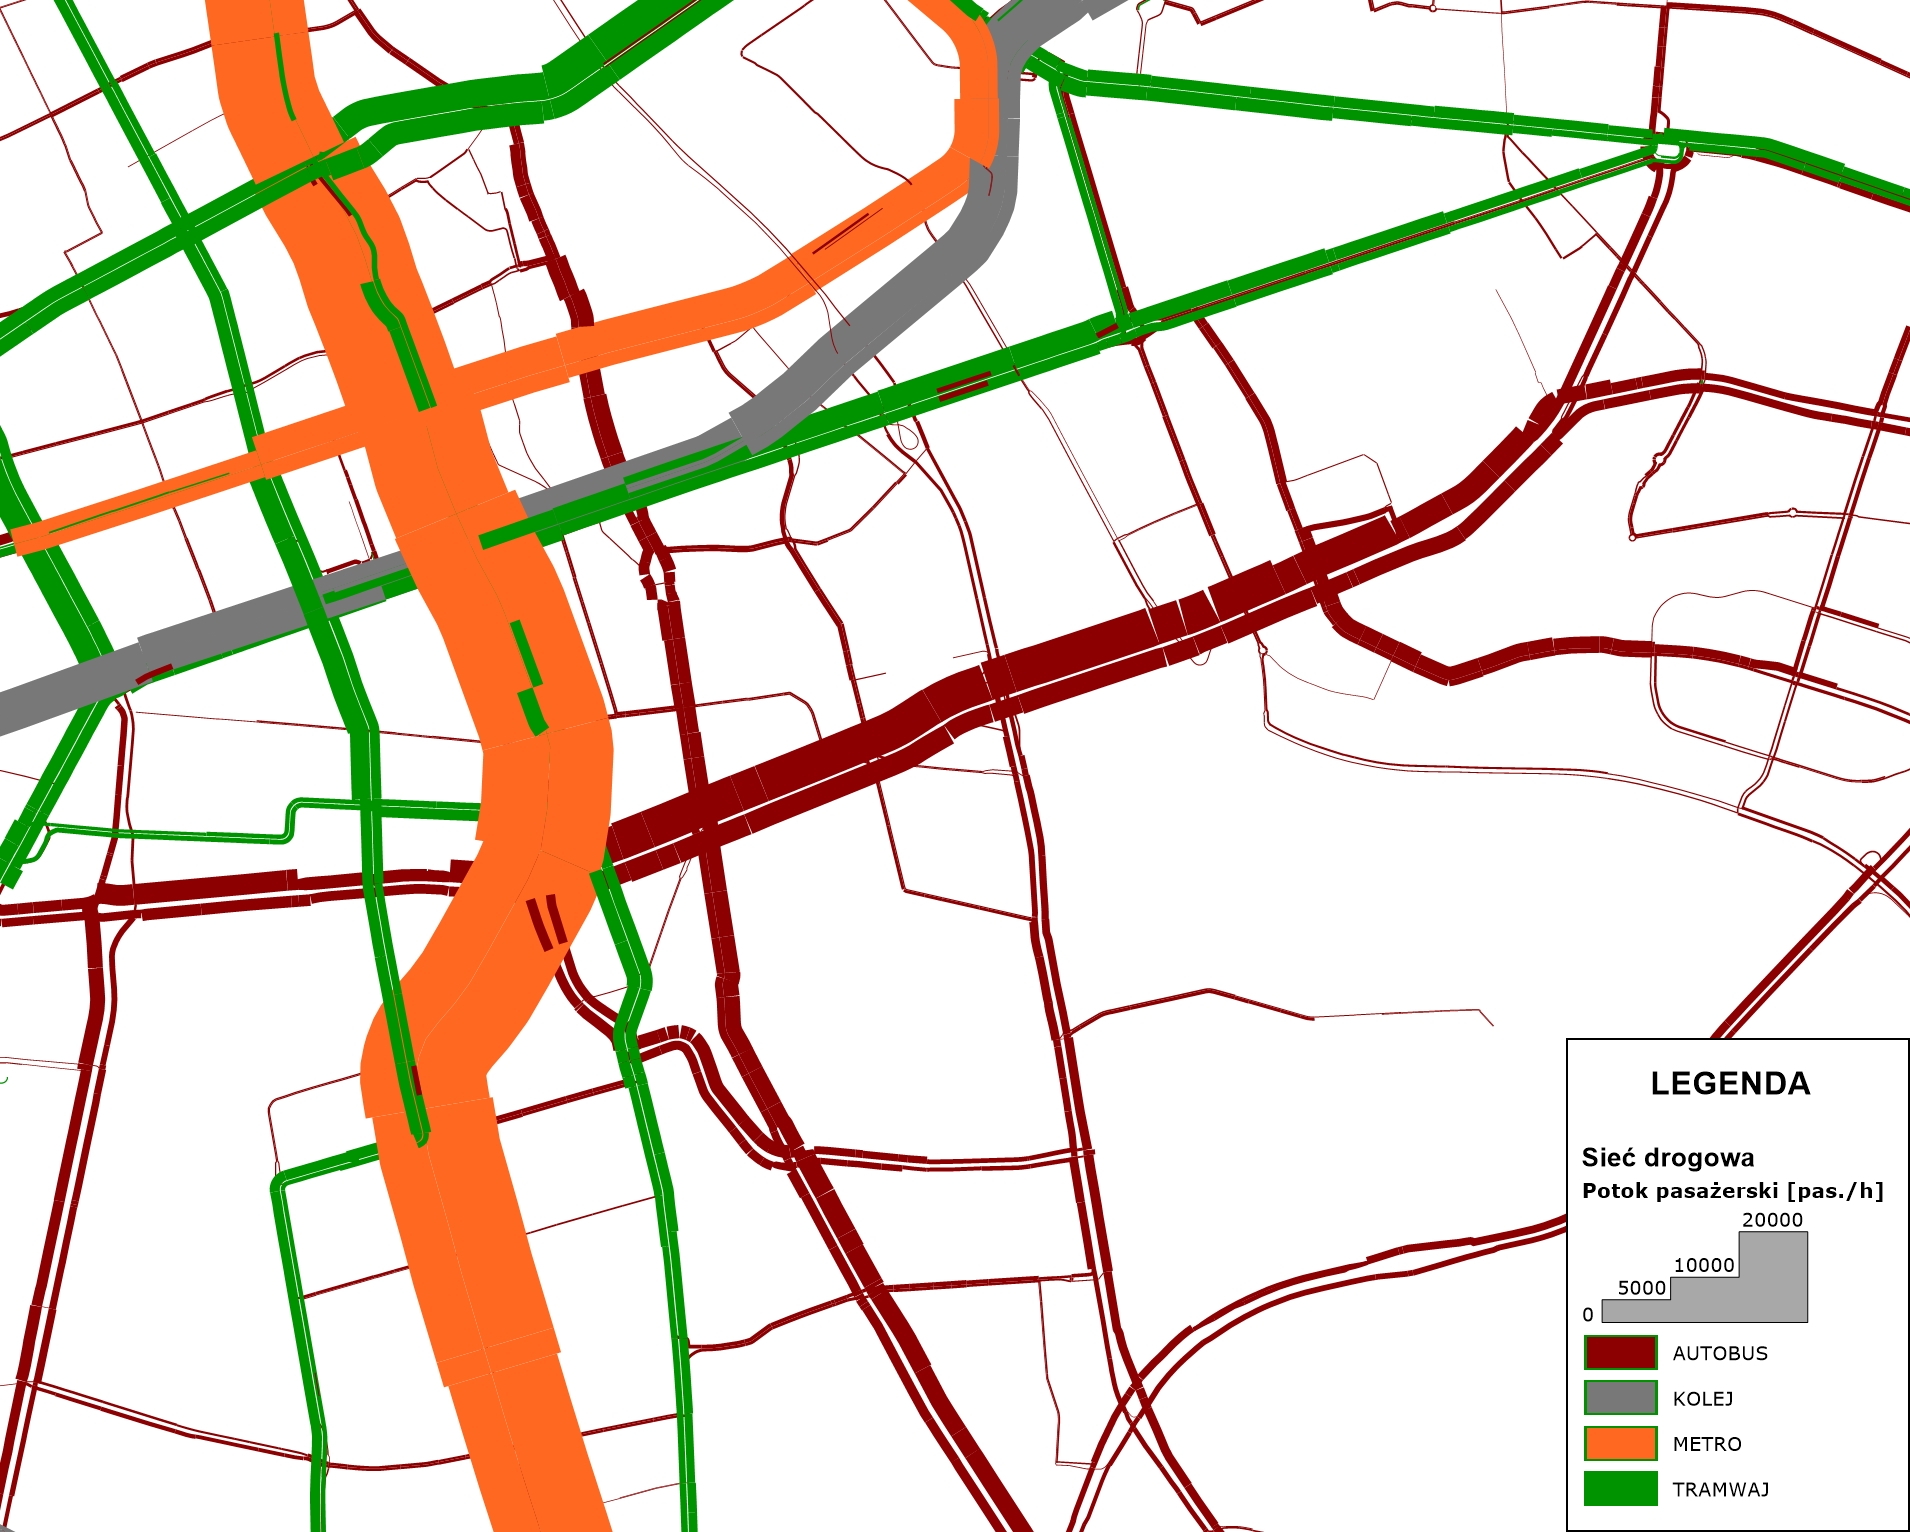 LEGENDA
Sieć drogowa
Potok pasażerski [pas./h]
20000
10000
5000
0
AUTOBUS
KOLEJ
METRO
TRAMWAJ